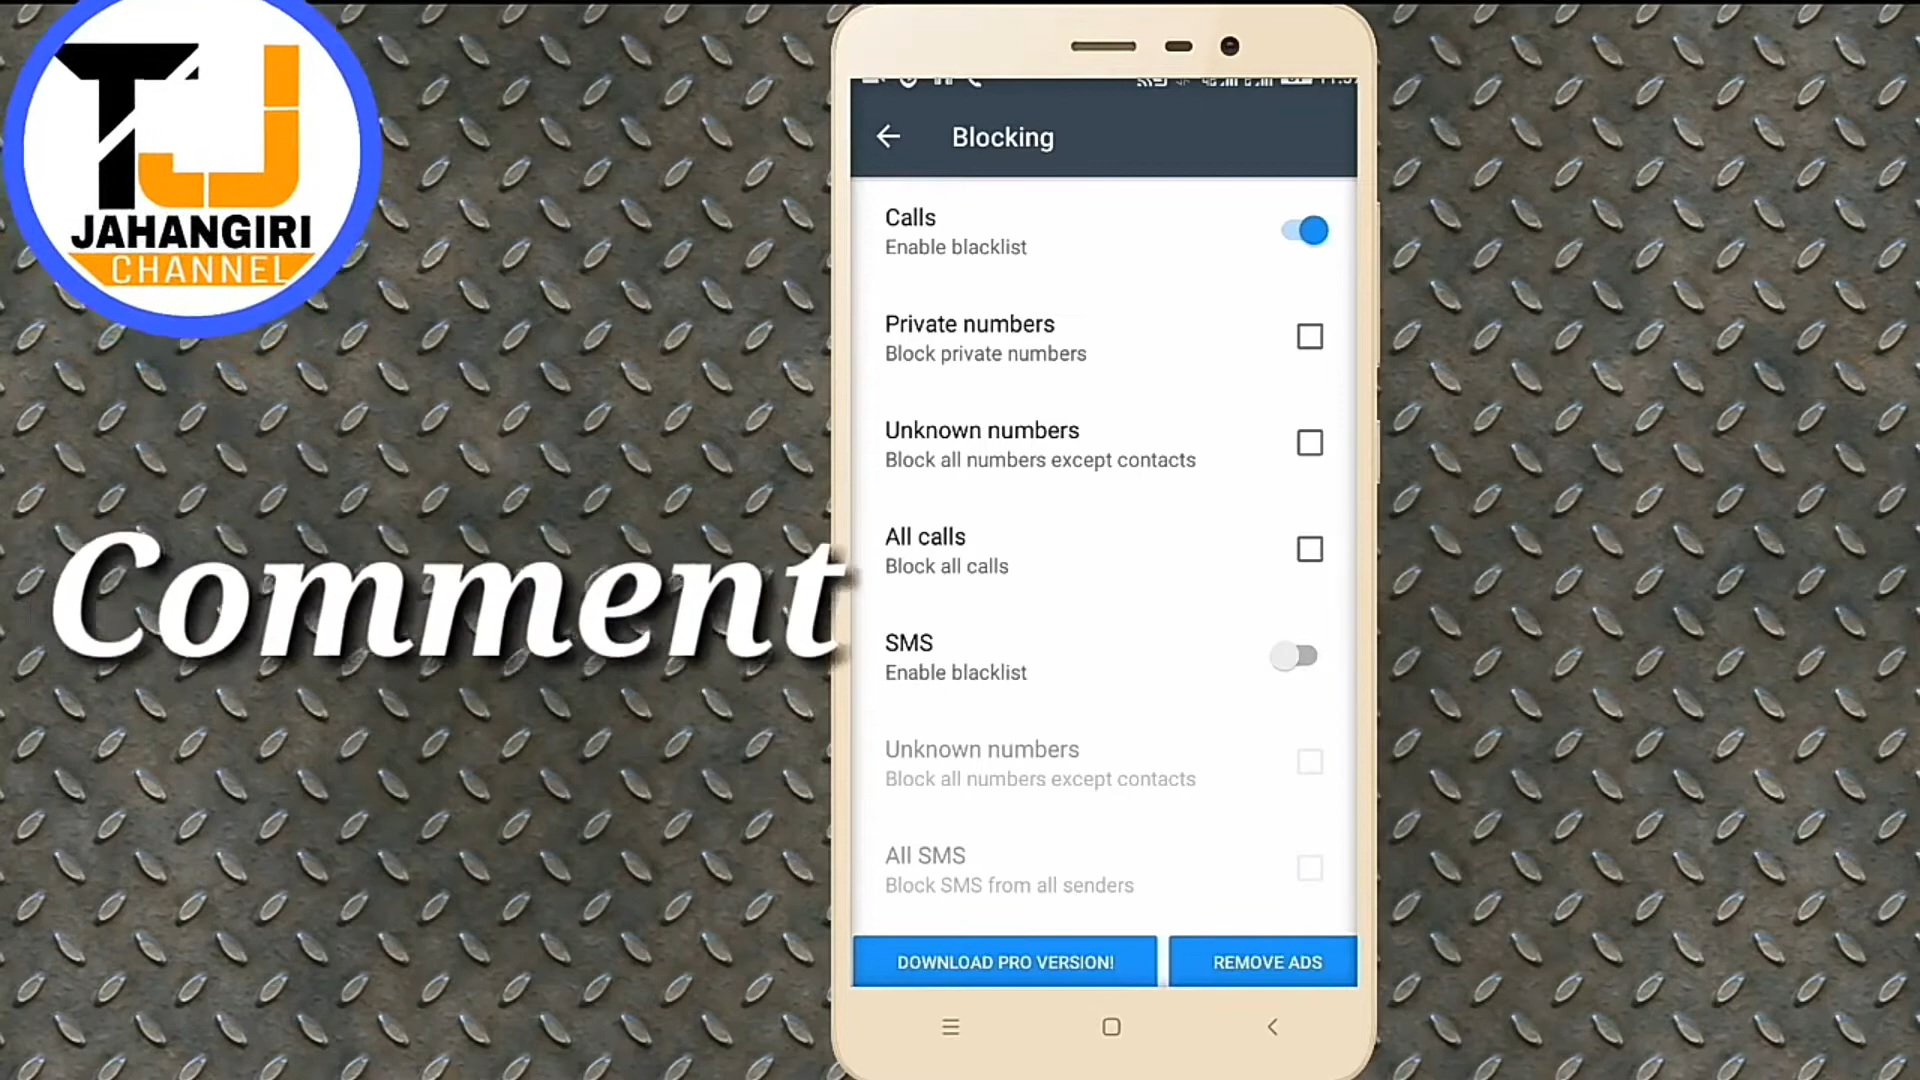 TJ
JAHANGIRI
CHANNEL
Comment
Blocking
Calls
Enable blacklist
Private numbers
Block private numbers
Unknown numbers
Block all numbers except contacts
All calls
Block all calls
SMS
Enable blacklist
Unknown numbers
Block all numbers except contacts
All SMS
Block SMS from all senders
DOWNLOAD PRO VERSION!
REMOVE ADS